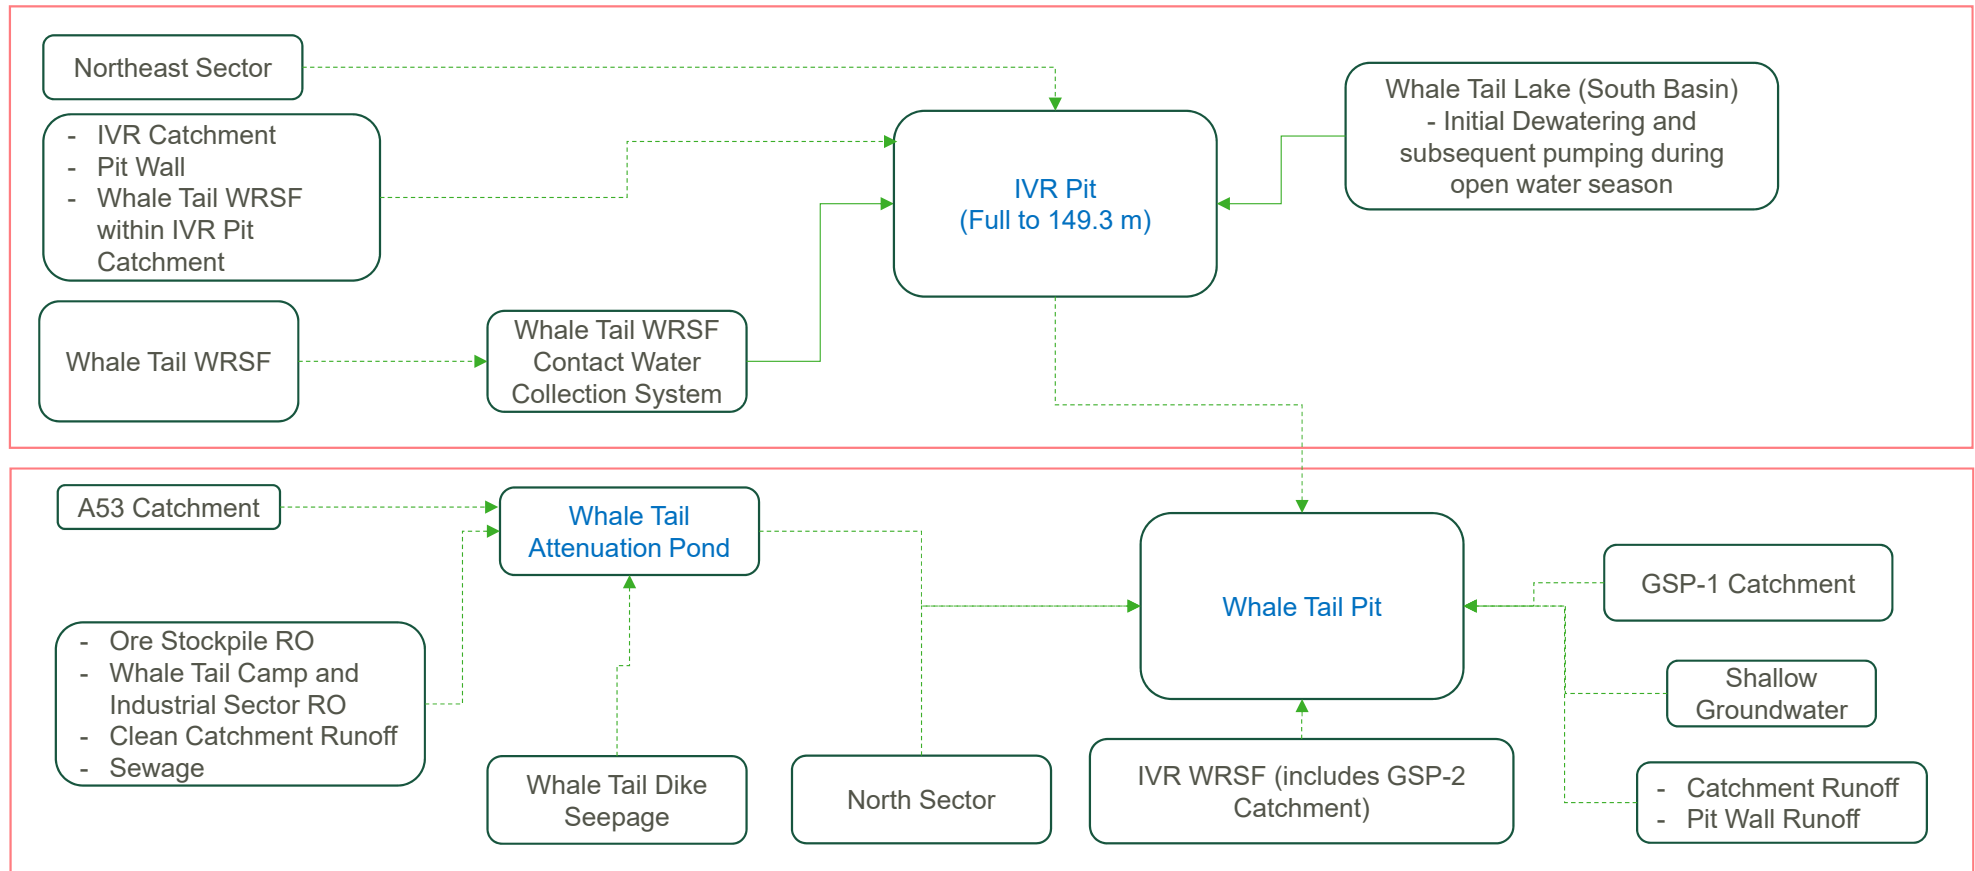 Northeast Sector
- IVR Catchment
- Pit Wall
- Whale Tail WRSF
within IVR Pit
Catchment
Whale Tail WRSF
Whale Tail WRSF
Contact Water
Collection System
IVR Pit
(Full to 149.3 m)
Whale Tail Lake (South Basin)
- Initial Dewatering and
subsequent pumping during
open water season
A53 Catchment
Whale Tail
Attenuation Pond
- Ore Stockpile RO
- Whale Tail Camp and
Industrial Sector RO
- Clean Catchment Runoff
- Sewage
Whale Tail Dike
Seepage
North Sector
Whale Tail Pit
IVR WRSF (includes GSP-2
Catchment)
GSP-1 Catchment
Shallow
Groundwater
- Catchment Runoff
- Pit Wall Runoff